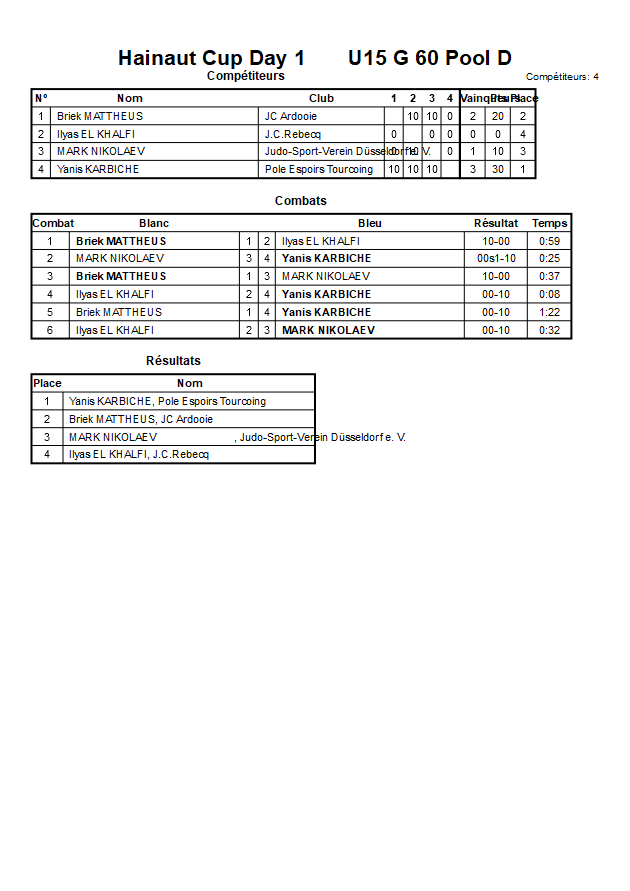 Hainaut Cup Day 1 U15 G 60 Pool D
Compétiteurs Compétiteurs: 4
N° Nom Club 1 2 3 4 Vainqueurs Place
1 Briek MATTHEUS JC Ardooie 10 10 0 2 20 2
2 Ilyas EL KHALFI J.C.Rebecq 0 0 0 0 0 4
3 MARK NIKOLAEV Judo-Sport-Verein Düsseldorf e. V. 0 10 0 1 10 3
4 Yanis KARBICHE Pole Espoirs Tourcoing 10 10 10 3 30 1
Combats
Combat Blanc Bleu Résultat Temps
1 Briek MATTHEUS 1 2 Ilyas EL KHALFI 10-00 0:59
2 MARK NIKOLAEV 3 4 Yanis KARBICHE 00s1-10 0:25
3 Briek MATTHEUS 1 3 MARK NIKOLAEV 10-00 0:37
4 Ilyas EL KHALFI 2 4 Yanis KARBICHE 00-10 0:08
5 Briek MATTHEUS 1 4 Yanis KARBICHE 00-10 1:22
6 Ilyas EL KHALFI 2 3 MARK NIKOLAEV 00-10 0:32
Résultats
Place Nom
1 Yanis KARBICHE, Pole Espoirs Tourcoing
2 Briek MATTHEUS, JC Ardooie
3 MARK NIKOLAEV , Judo-Sport-Verein Düsseldorf e. V.
4 Ilyas EL KHALFI, J.C.Rebecq